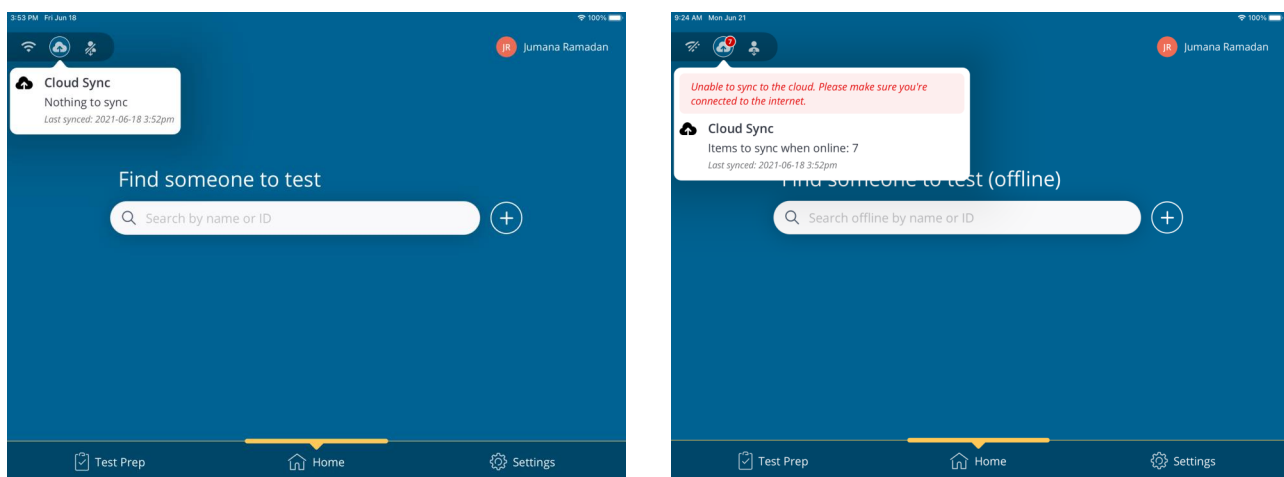 3:53 PM Fri Jun 18
100%
JR Jumana Ramadan
Cloud Sync
Nothing to sync
Last synced: 2021-06-18 3:52pm
Find someone to test
Search by name or ID
Test Prep
Home
Settings
9:24 AM Mon Jun 21
100%
7
JR Jumana Ramadan
Unable to sync to the cloud. Please make sure you're
connected to the internet.
Cloud Sync
Items to sync when online: 7
Last synced: 2021-06-18 3:52pm
Find someone to test (offline)
Search offline by name or ID
Test Prep
Home
Settings